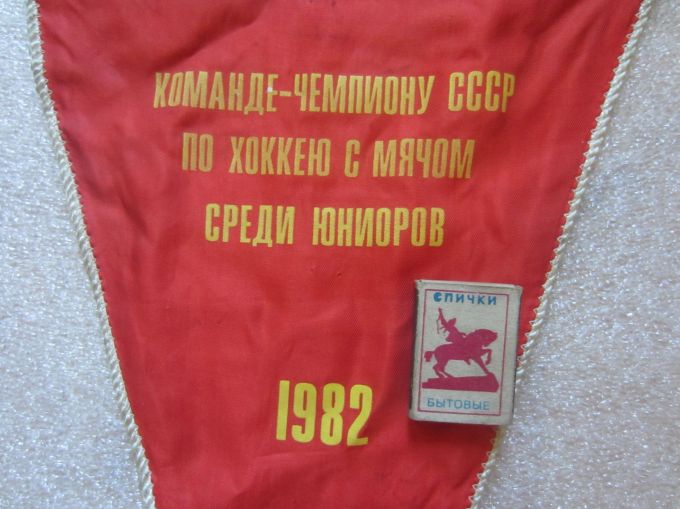 КОМАНДЕ-ЧЕМПИОНУ СССР
ПО ХОККЕЮ С МЯЧОМ
СРЕДИ ЮНИОРОВ
1982
СПИЧКИ
БЫТОВЫЕ